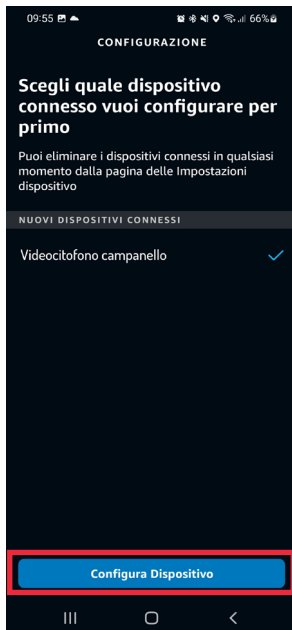 09:55 66%
CONFIGURAZIONE
Scegli quale dispositivo
connesso vuoi configurare per
primo
Puoi eliminare i dispositivi connessi in qualsiasi
momento dalla pagina delle Impostazioni
dispositivo
NUOVI DISPOSITIVI CONNESSI
Videocitofono campanello
Configura Dispositivo